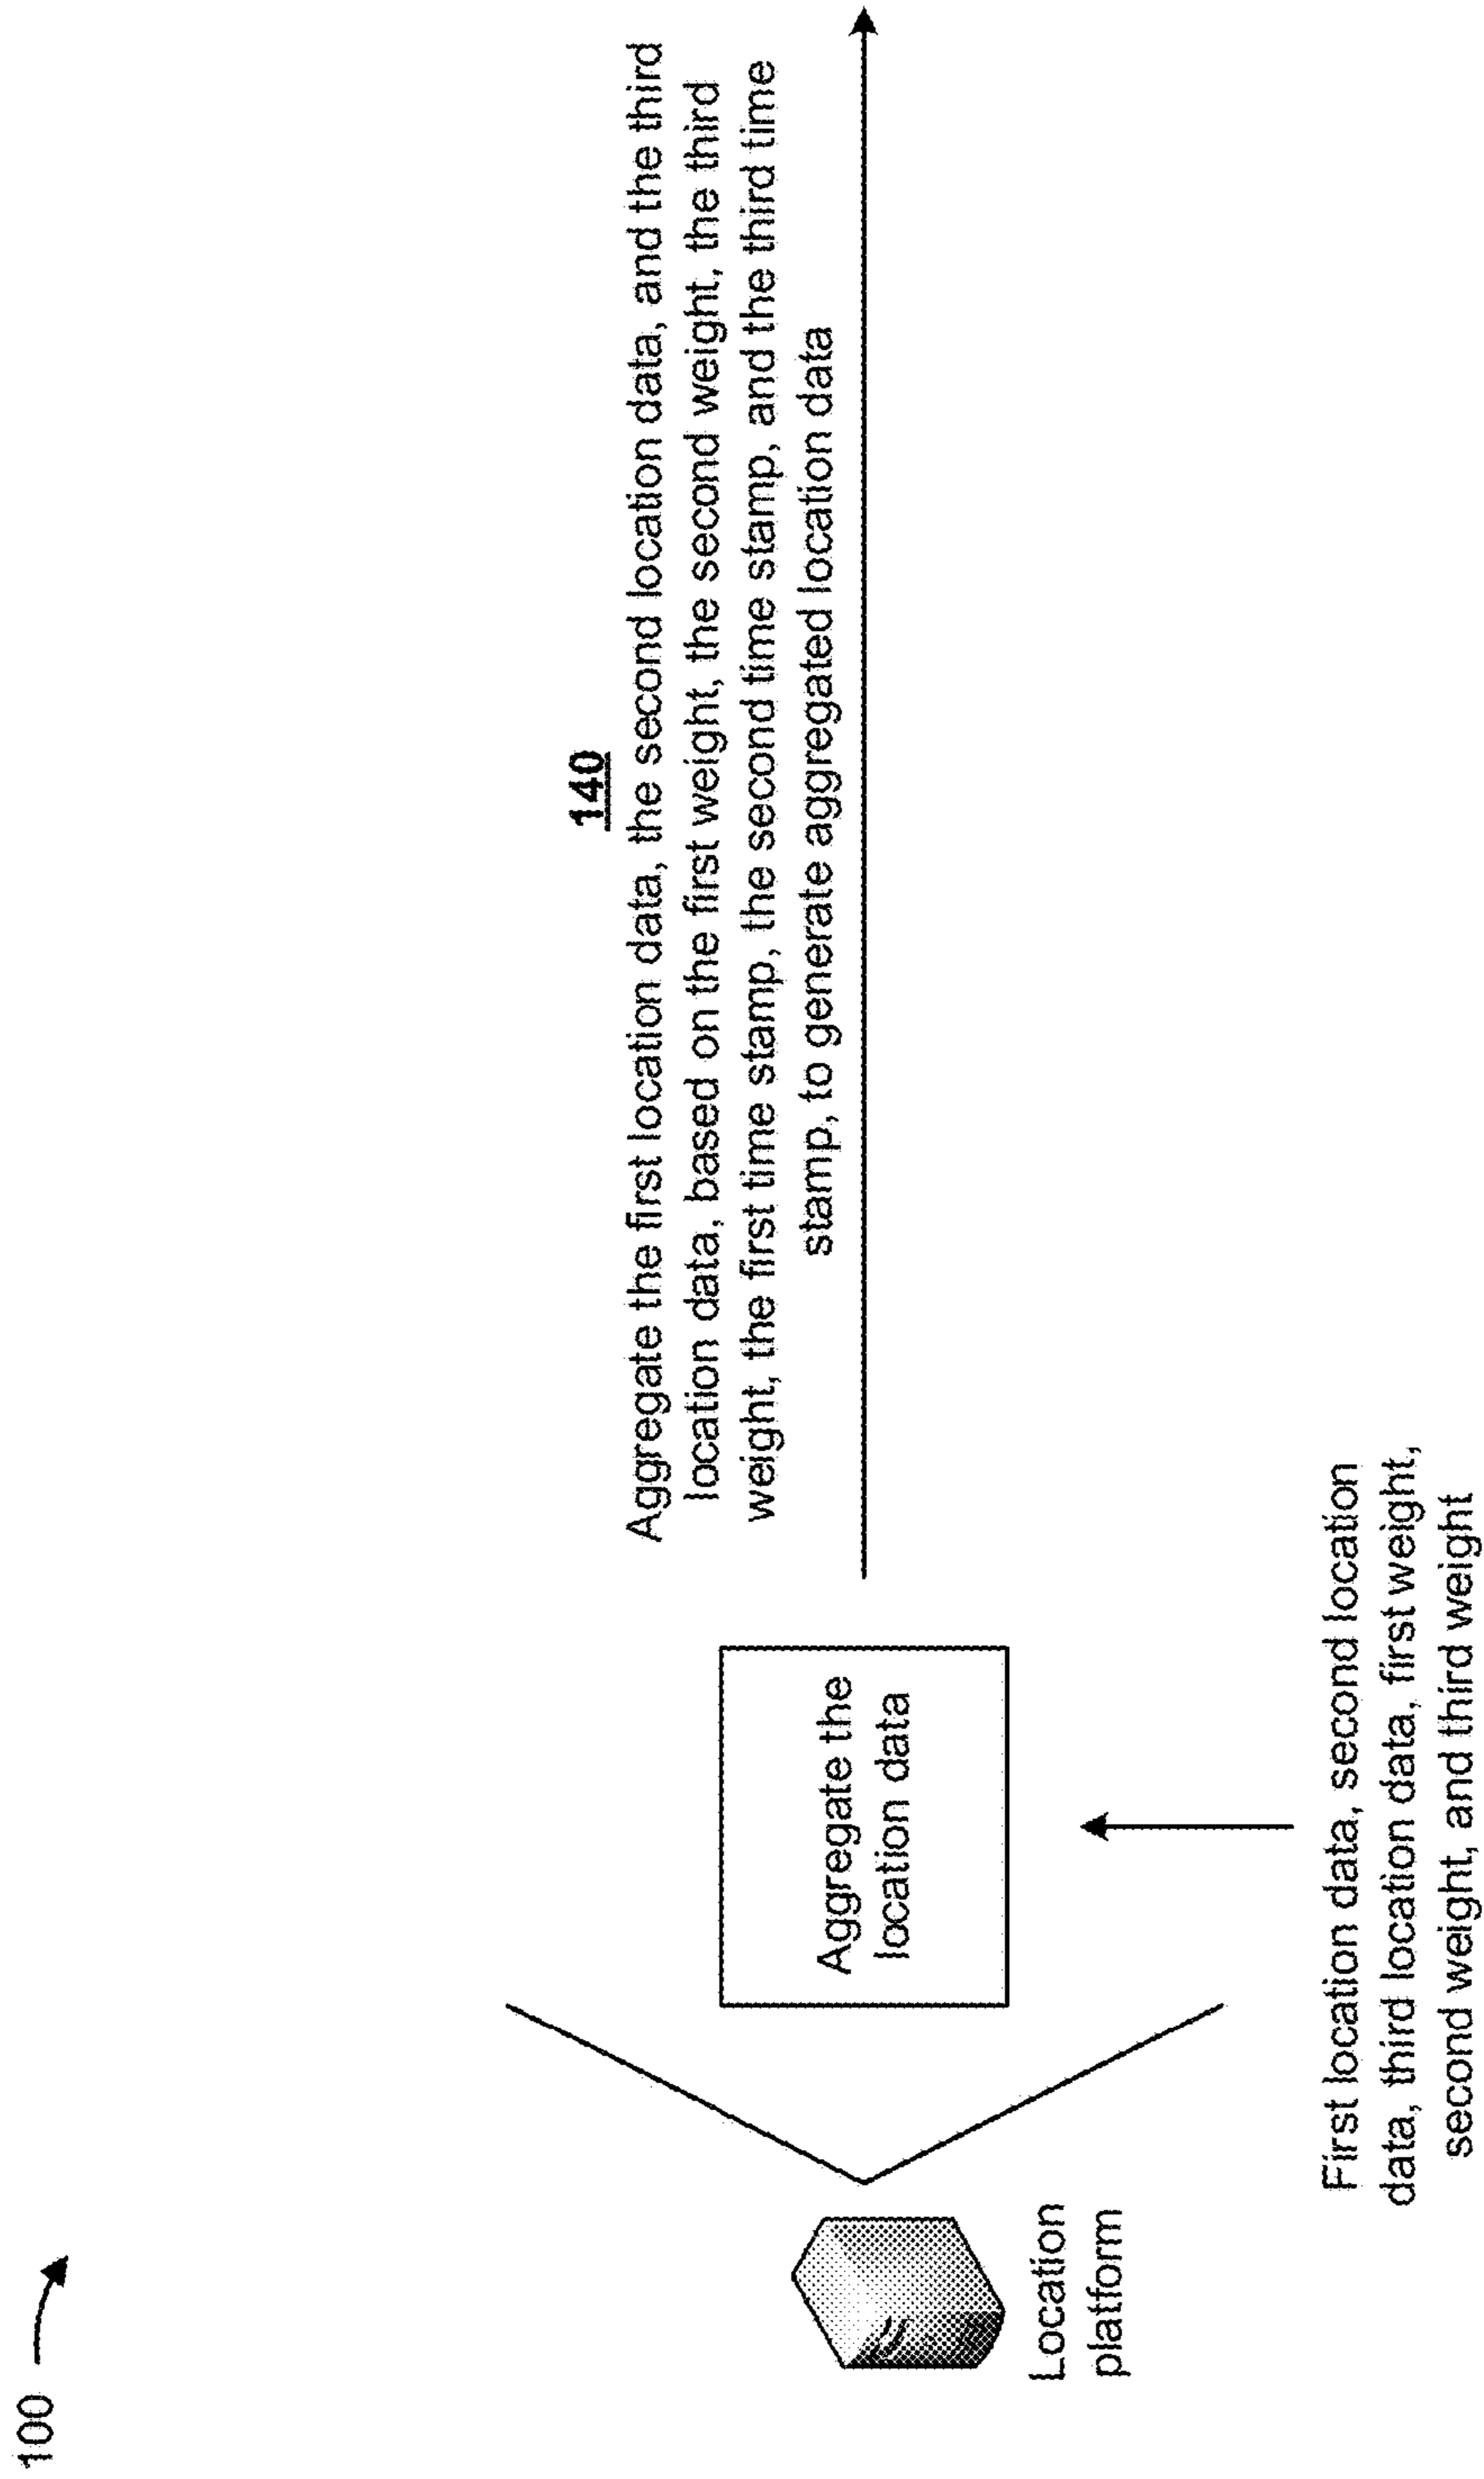 100
140
Aggregate the first location data, the second location data, and the third
location data, based on the first weight, the second weight, the third
weight, the first time stamp, the second time stamp, and the third time
stamp, to generate aggregated location data
Aggregate the
location data
Location
platform
First location data, second location
data, third location data, first weight,
second weight, and third weight